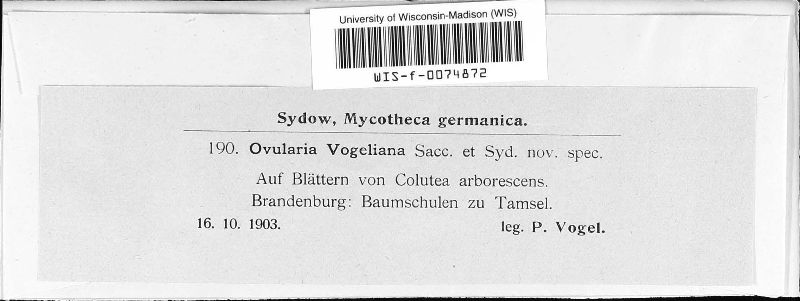 University of Wisconsin-Madison (WIS)
WIS-f-0074872
Sydow, Mycotheca germanica.
190. Ovularia Vogeliana Sacc. et Syd. nov. spec.
Auf Blättern von Colutea arborescens.
Brandenburg: Baumschulen zu Tamsel.
16. 10. 1903. leg. P. Vogel.